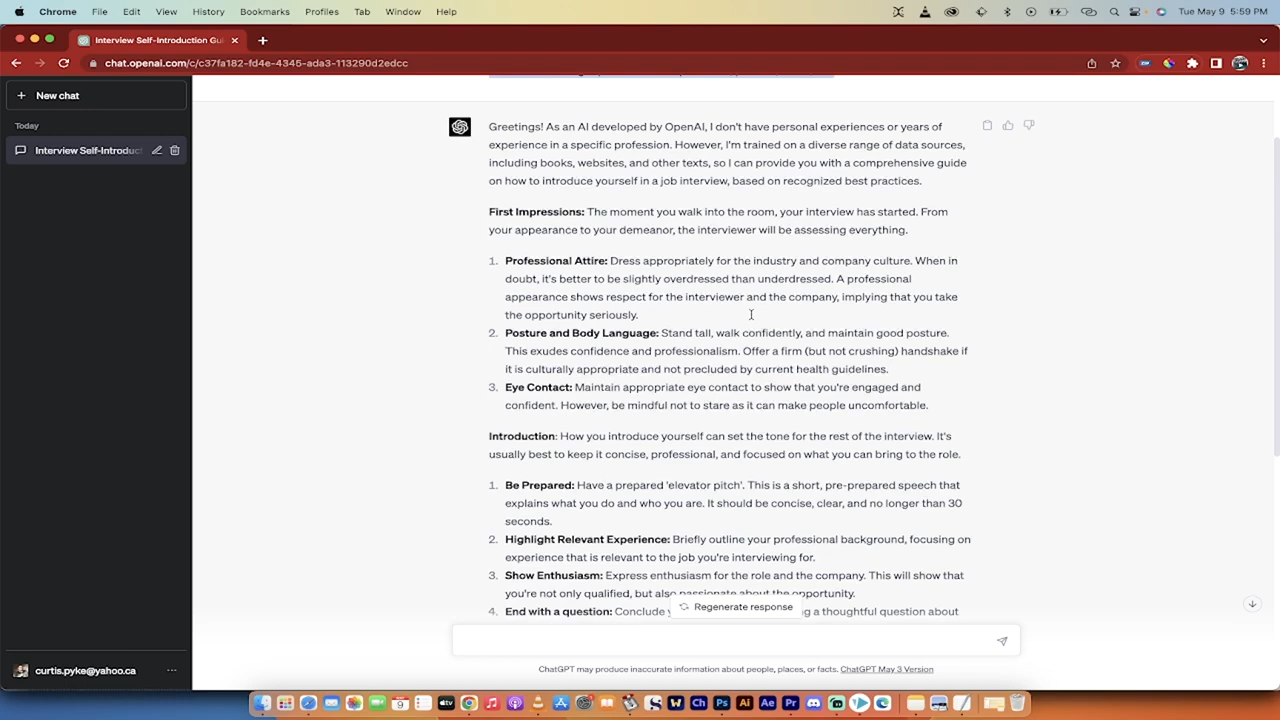 Chrome File Edit View History Bookmarks Profiles Tab Window Help Tue May 9 5:59 PM
Interview Self-Introduction Gui
chat.openai.com/c/c37fa182-fd4e-4345-ada3-113290d2edcc
New chat
Today
Interview Self-Introduct
Greetings! As an AI developed by OpenAI, I don't have personal experiences or years of
experience in a specific profession. However, I'm trained on a diverse range of data sources,
including books, websites, and other texts, so I can provide you with a comprehensive guide
on how to introduce yourself in a job interview, based on recognized best practices.
First Impressions: The moment you walk into the room, your interview has started. From
your appearance to your demeanor, the interviewer will be assessing everything.
1. Professional Attire: Dress appropriately for the industry and company culture. When in
doubt, it's better to be slightly overdressed than underdressed. A professional
appearance shows respect for the interviewer and the company, implying that you take
the opportunity seriously.
2. Posture and Body Language: Stand tall, walk confidently, and maintain good posture.
This exudes confidence and professionalism. Offer a firm (but not crushing) handshake if
it is culturally appropriate and not precluded by current health guidelines.
3. Eye Contact: Maintain appropriate eye contact to show that you're engaged and
confident. However, be mindful not to stare as it can make people uncomfortable.
Introduction: How you introduce yourself can set the tone for the rest of the interview. It's
usually best to keep it concise, professional, and focused on what you can bring to the role.
1. Be Prepared: Have a prepared 'elevator pitch'. This is a short, pre-prepared speech that
explains what you do and who you are. It should be concise, clear, and no longer than 30
seconds.
2. Highlight Relevant Experience: Briefly outline your professional background, focusing on
experience that is relevant to the job you're interviewing for.
3. Show Enthusiasm: Express enthusiasm for the role and the company. This will show that
you're not only qualified, but also passionate about the opportunity.
4. End with a question: Conclude g a thoughtful question about
Regenerate response
curtis.pyke@yahoo.ca
ChatGPT may produce inaccurate information about people, places, or facts. ChatGPT May 3 Version